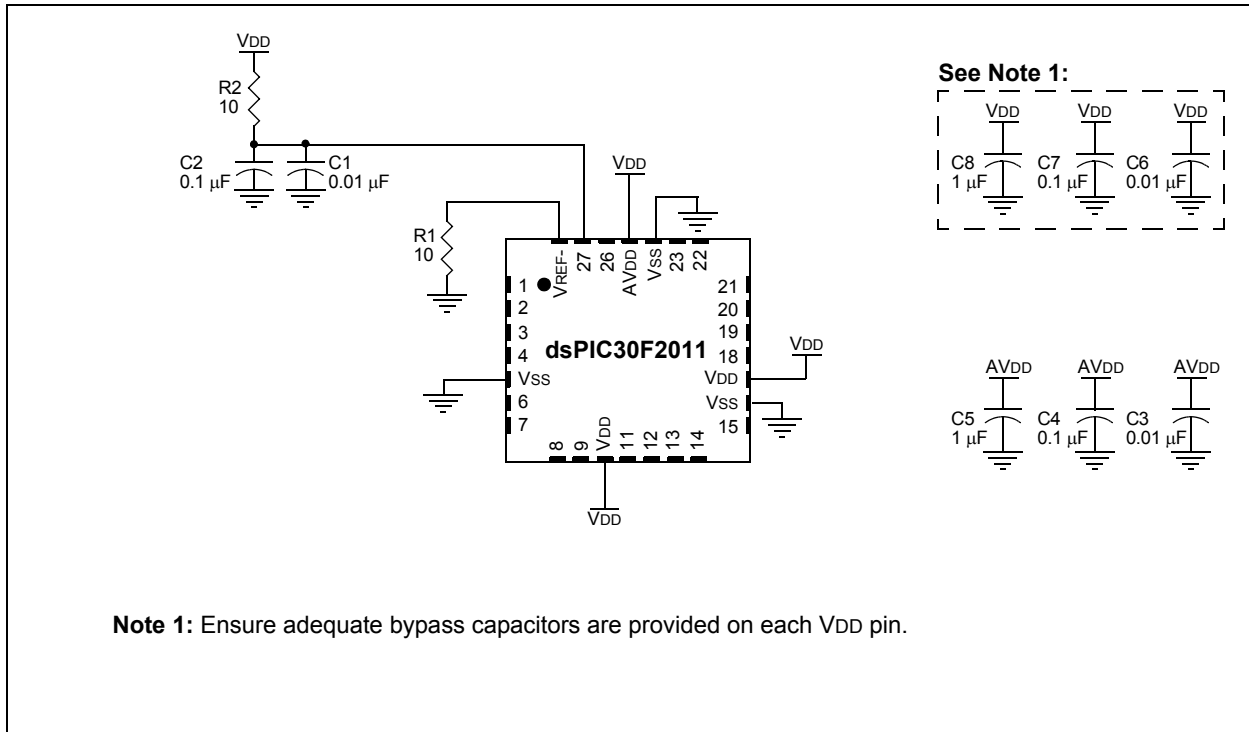 VDD
R2
10
C2
0.1 µF
C1
0.01 µF
R1
10
VDD
VREF-
27
26
AVDD
VSS
23
22
1
2
3
4
VSS
6
7
dsPIC30F2011
21
20
19
18
VDD
VSS
15
VDD
8
9
VDD
11
12
13
14
VDD
See Note 1:
VDD
VDD
VDD
C8
1 µF
C7
0.1 µF
C6
0.01 µF
AVDD
AVDD
AVDD
C5
1 µF
C4
0.1 µF
C3
0.01 µF
Note 1: Ensure adequate bypass capacitors are provided on each VDD pin.